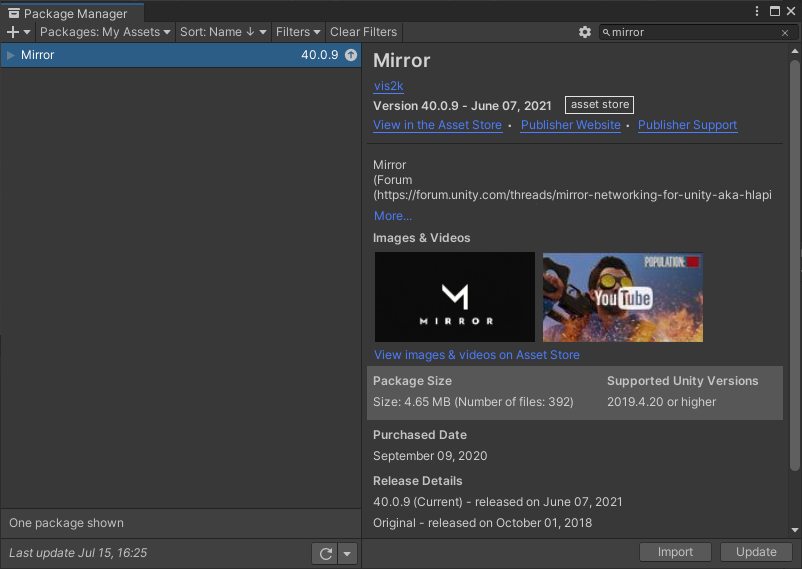 Package Manager
Packages: My Assets
Sort: Name ↓
Filters
Clear Filters
mirror
Mirror
40.0.9
Mirror
vis2k
Version 40.0.9 - June 07, 2021
asset store
View in the Asset Store • Publisher Website • Publisher Support
Mirror
(Forum
(https://forum.unity.com/threads/mirror-networking-for-unity-aka-hlapi
More...
Images & Videos
MIRROR
POPULATION:
YouTube
View images & videos on Asset Store
Package Size
Supported Unity Versions
Size: 4.65 MB (Number of files: 392)
2019.4.20 or higher
Purchased Date
September 09, 2020
Release Details
40.0.9 (Current) - released on June 07, 2021
Original - released on October 01, 2018
One package shown
Last update Jul 15, 16:25
Import
Update